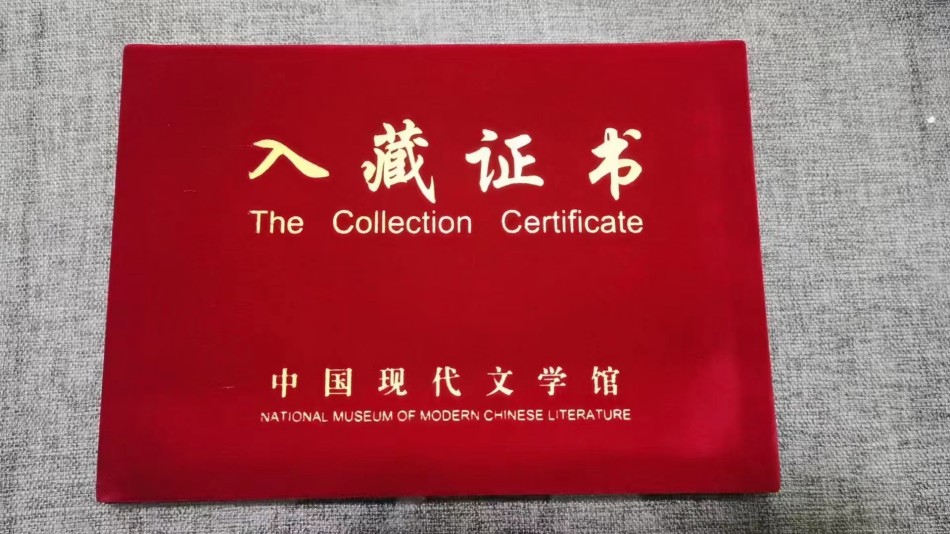 入藏证书
The Collection Certificate
中国现代文学馆
NATIONAL MUSEUM OF MODERN CHINESE LITERATURE